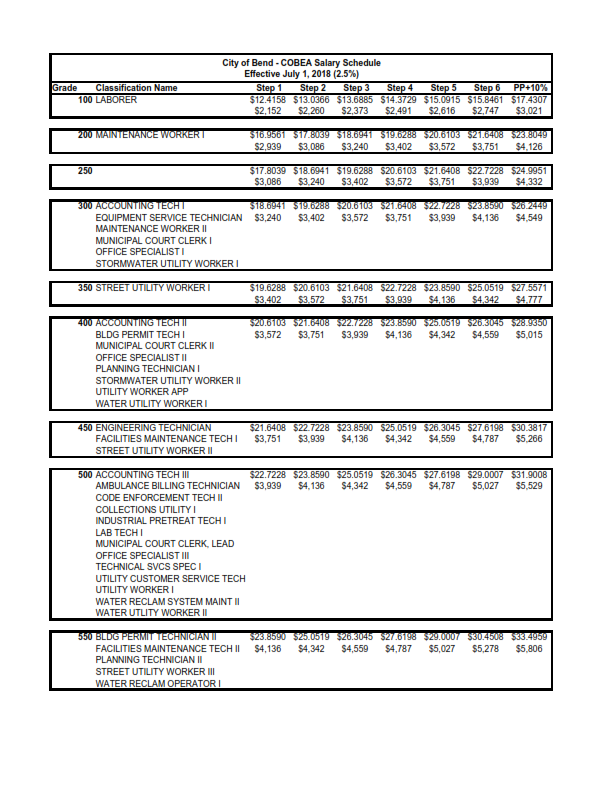 City of Bend - COBEA Salary Schedule
Effective July 1, 2018 (2.5%)
Grade Classification Name Step 1 Step 2 Step 3 Step 4 Step 5 Step 6 PP+10%
100 LABORER $12.4158 $13.0366 $13.6885 $14.3729 $15.0915 $15.8461 $17.4307
$2,152 $2,260 $2,373 $2,491 $2,616 $2,747 $3,021
200 MAINTENANCE WORKER I $16.9561 $17.8039 $18.6941 $19.6288 $20.6103 $21.6408 $23.8049
$2,939 $3,086 $3,240 $3,402 $3,572 $3,751 $4,126
250 $17.8039 $18.6941 $19.6288 $20.6103 $21.6408 $22.7228 $24.9951
$3,086 $3,240 $3,402 $3,572 $3,751 $3,939 $4,332
300 ACCOUNTING TECH I $18.6941 $19.6288 $20.6103 $21.6408 $22.7228 $23.8590 $26.2449
EQUIPMENT SERVICE TECHNICIAN $3,240 $3,402 $3,572 $3,751 $3,939 $4,136 $4,549
MAINTENANCE WORKER II
MUNICIPAL COURT CLERK I
OFFICE SPECIALIST I
STORMWATER UTILITY WORKER I
350 STREET UTILITY WORKER I $19.6288 $20.6103 $21.6408 $22.7228 $23.8590 $25.0519 $27.5571
$3,402 $3,572 $3,751 $3,939 $4,136 $4,342 $4,777
400 ACCOUNTING TECH II $20.6103 $21.6408 $22.7228 $23.8590 $25.0519 $26.3045 $28.9350
BLDG PERMIT TECH I $3,572 $3,751 $3,939 $4,136 $4,342 $4,559 $5,015
MUNICIPAL COURT CLERK II
OFFICE SPECIALIST II
PLANNING TECHNICIAN I
STORMWATER UTILITY WORKER II
UTILITY WORKER APP
WATER UTILITY WORKER I
450 ENGINEERING TECHNICIAN $21.6408 $22.7228 $23.8590 $25.0519 $26.3045 $27.6198 $30.3817
FACILITIES MAINTENANCE TECH I $3,751 $3,939 $4,136 $4,342 $4,559 $4,787 $5,266
STREET UTILITY WORKER II
500 ACCOUNTING TECH III $22.7228 $23.8590 $25.0519 $26.3045 $27.6198 $29.0007 $31.9008
AMBULANCE BILLING TECHNICIAN $3,939 $4,136 $4,342 $4,559 $4,787 $5,027 $5,529
CODE ENFORCEMENT TECH II
COLLECTIONS UTILITY I
INDUSTRIAL PRETREAT TECH I
LAB TECH I
MUNICIPAL COURT CLERK, LEAD
OFFICE SPECIALIST III
TECHNICAL SVCS SPEC I
UTILITY CUSTOMER SERVICE TECH
UTILITY WORKER I
WATER RECLAM SYSTEM MAINT II
WATER UTLITY WORKER II
550 BLDG PERMIT TECHNICIAN II $23.8590 $25.0519 $26.3045 $27.6198 $29.0007 $30.4508 $33.4959
FACILITIES MAINTENANCE TECH II $4,136 $4,342 $4,559 $4,787 $5,027 $5,278 $5,806
PLANNING TECHNICIAN II
STREET UTILITY WORKER III
WATER RECLAM OPERATOR I